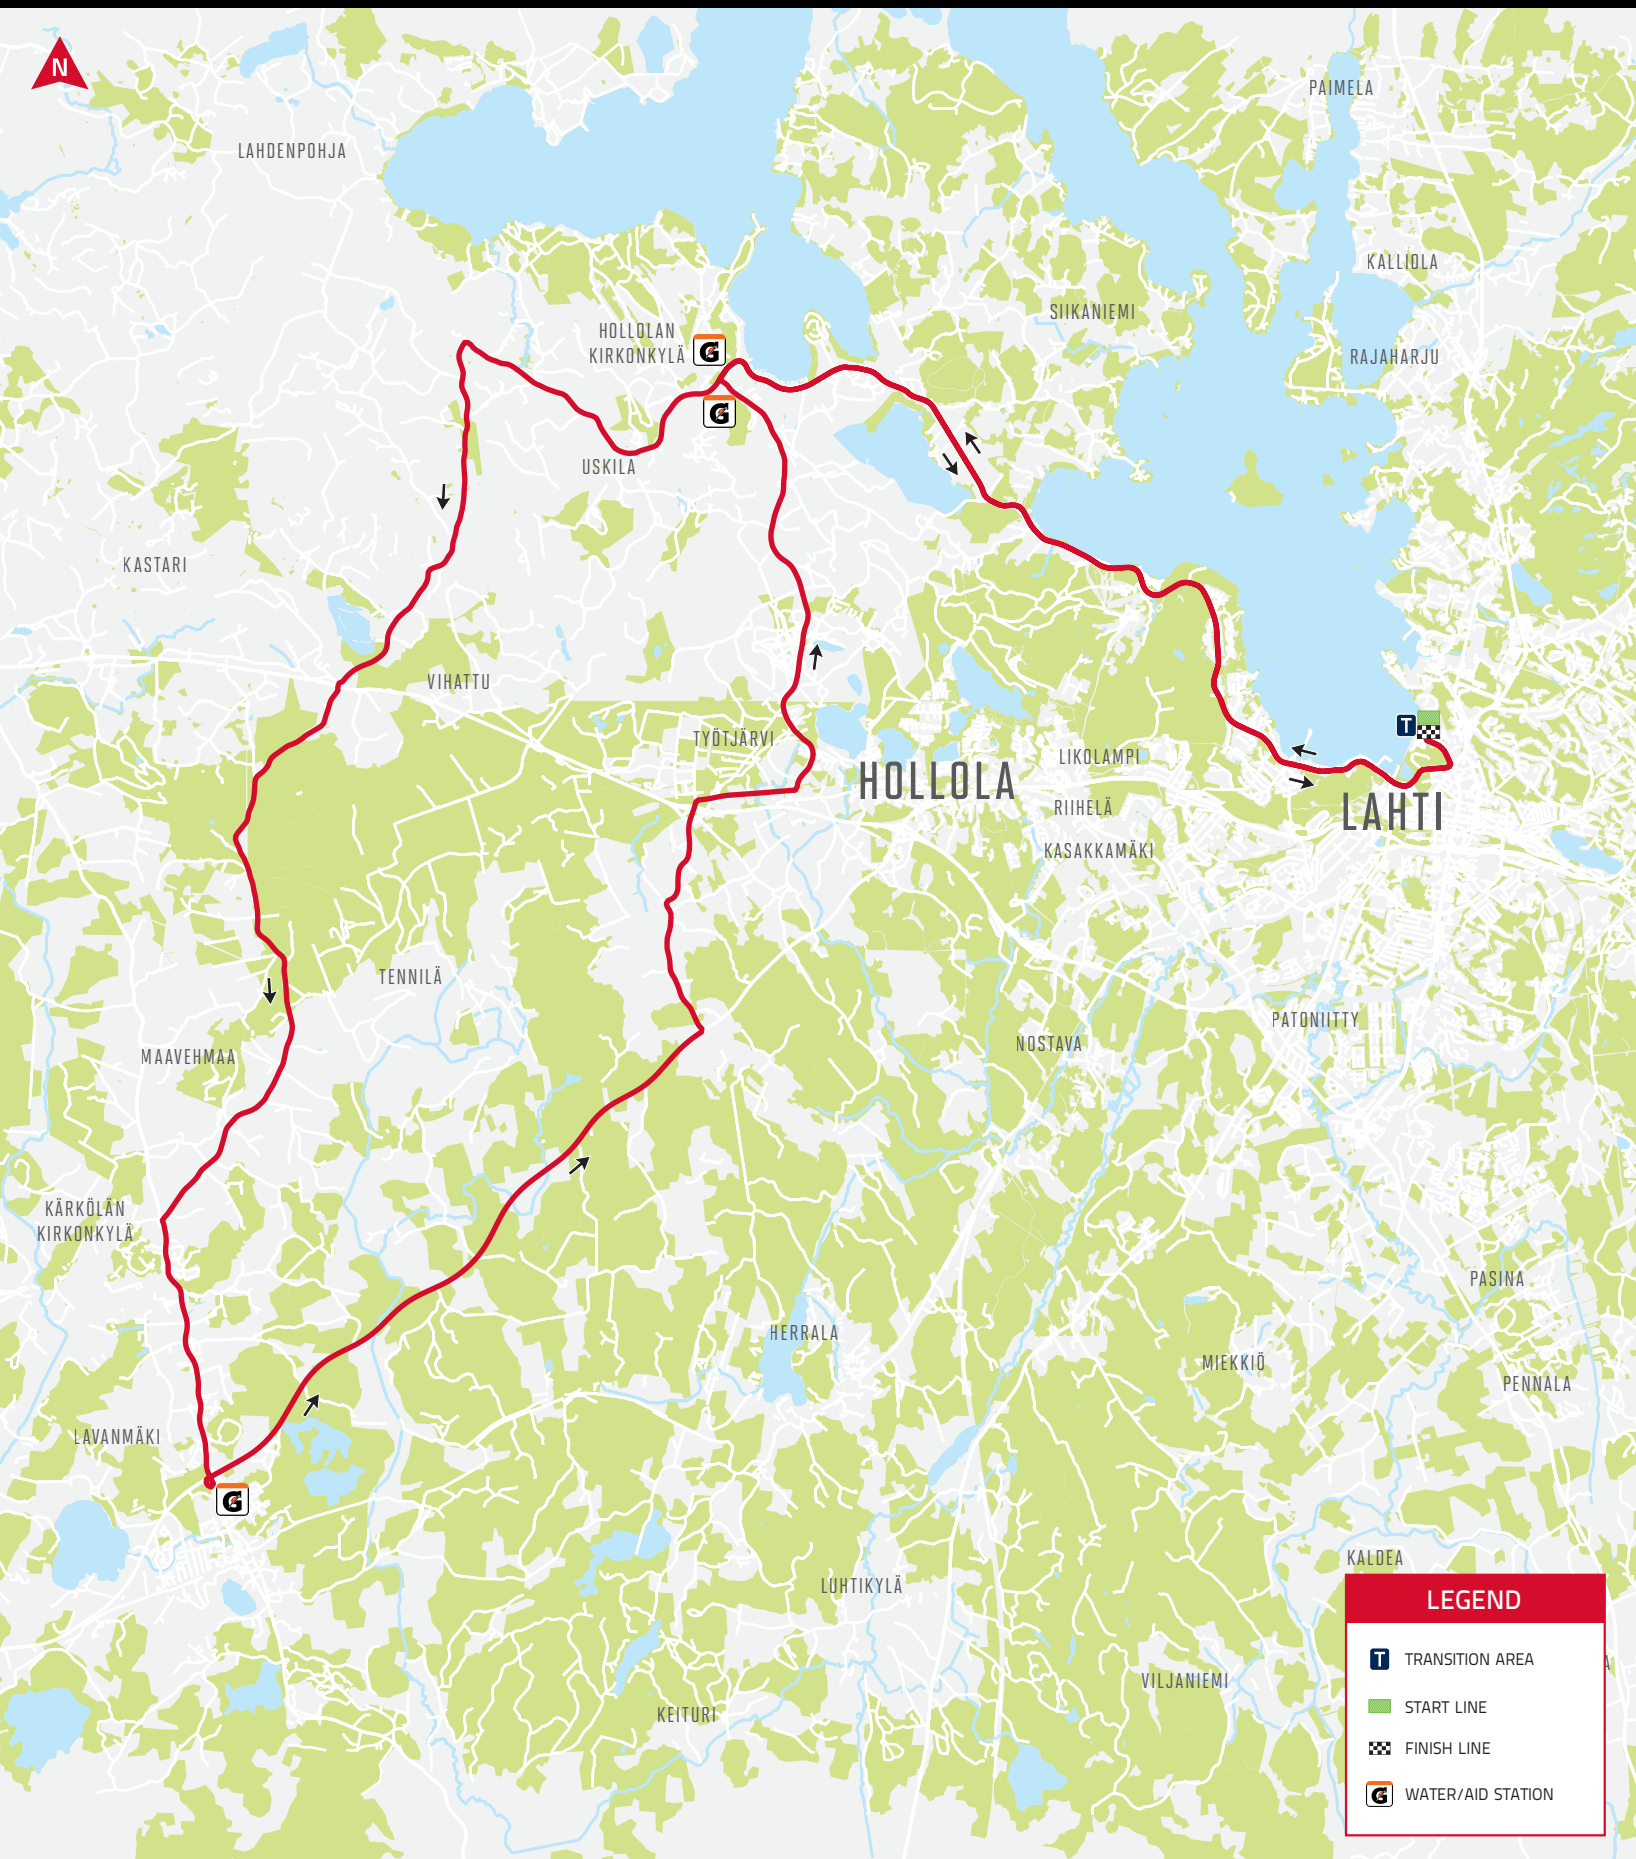 N
PAIMELA
LAHDENPOHJA
KALLIOLA
SIIKANIEMI
HOLLOLAN
KIRKONKYLÄ
G
RAJAHARJU
G
USKILA
KASTARI
VIHATTU
T
TYÖTJÄRVI
LIKOLAMPI
HOLLOLA
RIIHELÄ
LAHTI
KASAKKAMÄKI
TENNILÄ
PATONIITTY
NOSTAVA
MAAVEHMAA
KÄRKÖLÄN
KIRKONKYLÄ
PASINA
HERRALA
MIEKKIÖ
PENNALA
LAVANMÄKI
G
KALDEA
LUHTIKYLÄ
VILJANIEMI
KEITURI
LEGEND
T TRANSITION AREA
START LINE
FINISH LINE
G WATER/AID STATION